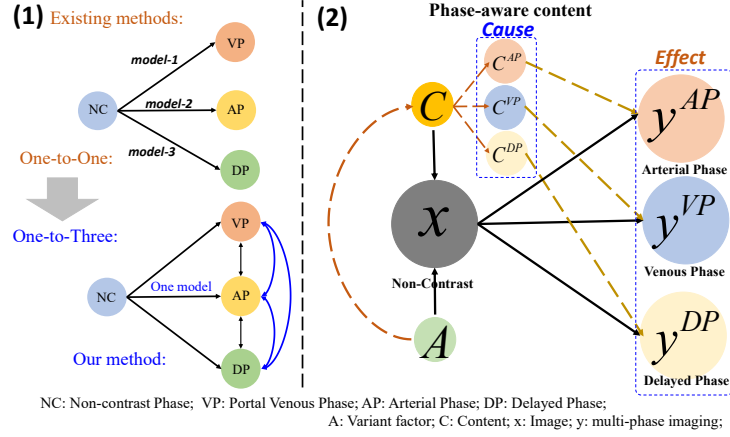 (1)
Existing methods:
model-1
VP
NC
model-2
AP
model-3
DP
One-to-One:
One-to-Three:
VP
NC
One model
AP
DP
Our method:
(2)
Phase-aware content
Cause
Effect
C^{AP}
C^{VP}
C^{DP}
C
x
Non-Contrast
A
y^{AP}
Arterial Phase
y^{VP}
Venous Phase
y^{DP}
Delayed Phase
NC: Non-contrast Phase; VP: Portal Venous Phase; AP: Arterial Phase; DP: Delayed Phase;
A: Variant factor; C: Content; x: Image; y: multi-phase imaging;